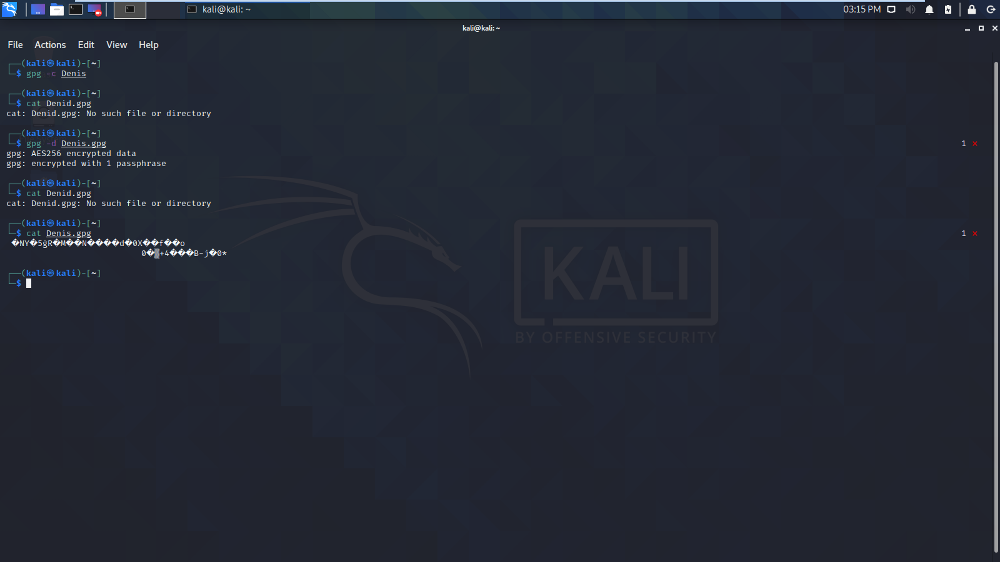 kali@kali: ~
03:15 PM
kali@kali: ~
File Actions Edit View Help
┌──(kali㉿kali)-[~]
└─$ gpg -c Denis
┌──(kali㉿kali)-[~]
└─$ cat Denid.gpg
cat: Denid.gpg: No such file or directory
┌──(kali㉿kali)-[~]
└─$ gpg -d Denis.gpg 1 ⨯
gpg: AES256 encrypted data
gpg: encrypted with 1 passphrase
┌──(kali㉿kali)-[~]
└─$ cat Denid.gpg
cat: Denid.gpg: No such file or directory
┌──(kali㉿kali)-[~]
└─$ cat Denis.gpg 1 ⨯
�NY�5ġR�M��N����d�0X��f��o
0�▒+4���B-j�0*
┌──(kali㉿kali)-[~]
└─$
KALI
BY OFFENSIVE SECURITY